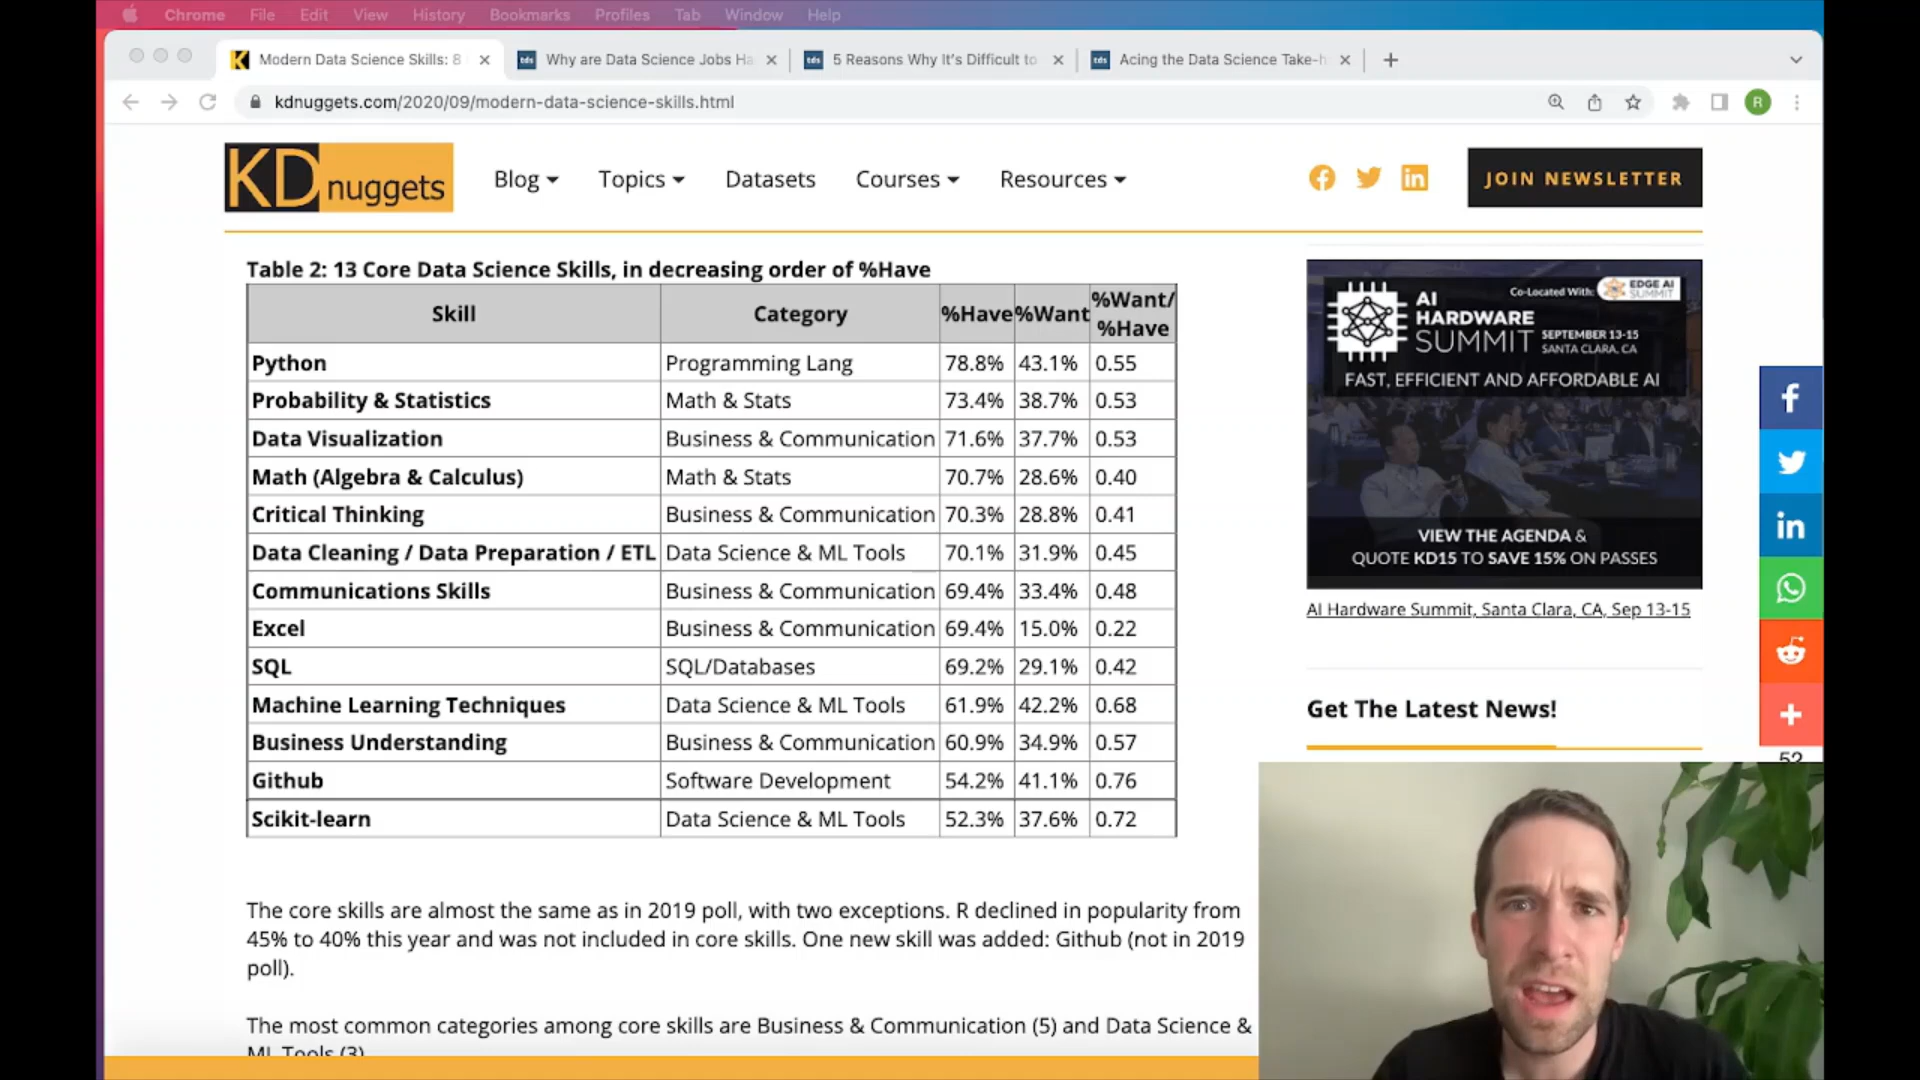 Chrome File Edit View History Bookmarks Profiles Tab Window Help
Modern Data Science Skills: 8
Why are Data Science Jobs Ha
5 Reasons Why It's Difficult to
Acing the Data Science Take-h
kdnuggets.com/2020/09/modern-data-science-skills.html
R
KD nuggets
Blog Topics Datasets Courses Resources
JOIN NEWSLETTER
Table 2: 13 Core Data Science Skills, in decreasing order of %Have
Skill Category %Have %Want %Want/ %Have
Python Programming Lang 78.8% 43.1% 0.55
Probability & Statistics Math & Stats 73.4% 38.7% 0.53
Data Visualization Business & Communication 71.6% 37.7% 0.53
Math (Algebra & Calculus) Math & Stats 70.7% 28.6% 0.40
Critical Thinking Business & Communication 70.3% 28.8% 0.41
Data Cleaning / Data Preparation / ETL Data Science & ML Tools 70.1% 31.9% 0.45
Communications Skills Business & Communication 69.4% 33.4% 0.48
Excel Business & Communication 69.4% 15.0% 0.22
SQL SQL/Databases 69.2% 29.1% 0.42
Machine Learning Techniques Data Science & ML Tools 61.9% 42.2% 0.68
Business Understanding Business & Communication 60.9% 34.9% 0.57
Github Software Development 54.2% 41.1% 0.76
Scikit-learn Data Science & ML Tools 52.3% 37.6% 0.72
The core skills are almost the same as in 2019 poll, with two exceptions. R declined in popularity from
45% to 40% this year and was not included in core skills. One new skill was added: Github (not in 2019
poll).
The most common categories among core skills are Business & Communication (5) and Data Science &
ML Tools (3)
Co-Located With: EDGE AI SUMMIT
AI
HARDWARE
SUMMIT SEPTEMBER 13-15
SANTA CLARA, CA
FAST, EFFICIENT AND AFFORDABLE AI
VIEW THE AGENDA &
QUOTE KD15 TO SAVE 15% ON PASSES
AI Hardware Summit, Santa Clara, CA, Sep 13-15
Get The Latest News!
52